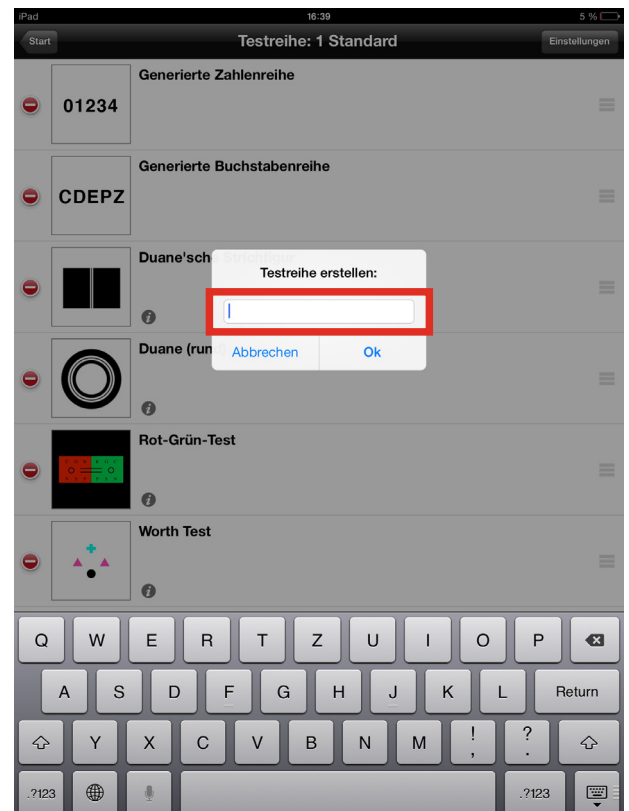 iPad 16:39 5 %
Start Testreihe: 1 Standard Einstellungen
Generierte Zahlenreihe
01234
Generierte Buchstabenreihe
CDEPZ
Duane'sche Strichfigur
Testreihe erstellen:
i
Abbrechen Ok
Duane (run
i
Rot-Grün-Test
i
Worth Test
i
Q W E R T Z U I O P
A S D F G H J K L Return
Y X C V B N M ! , ? .
.?123 .?123